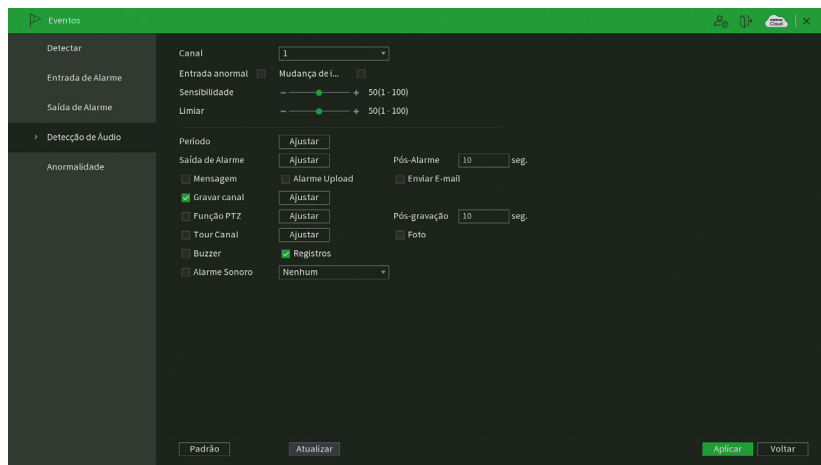 Eventos
Detectar
Entrada de Alarme
Saída de Alarme
Detecção de Áudio
Anormalidade
Canal 1
Entrada anormal Mudança de i...
Sensibilidade - + 50(1 - 100)
Limiar - + 50(1 - 100)
Período Ajustar
Saída de Alarme Ajustar Pós-Alarme 10 seg.
Mensagem Alarme Upload Enviar E-mail
Gravar canal Ajustar
Função PTZ Ajustar Pós-gravação 10 seg.
Tour Canal Ajustar Foto
Buzzer Registros
Alarme Sonoro Nenhum
Padrão Atualizar Aplicar Voltar